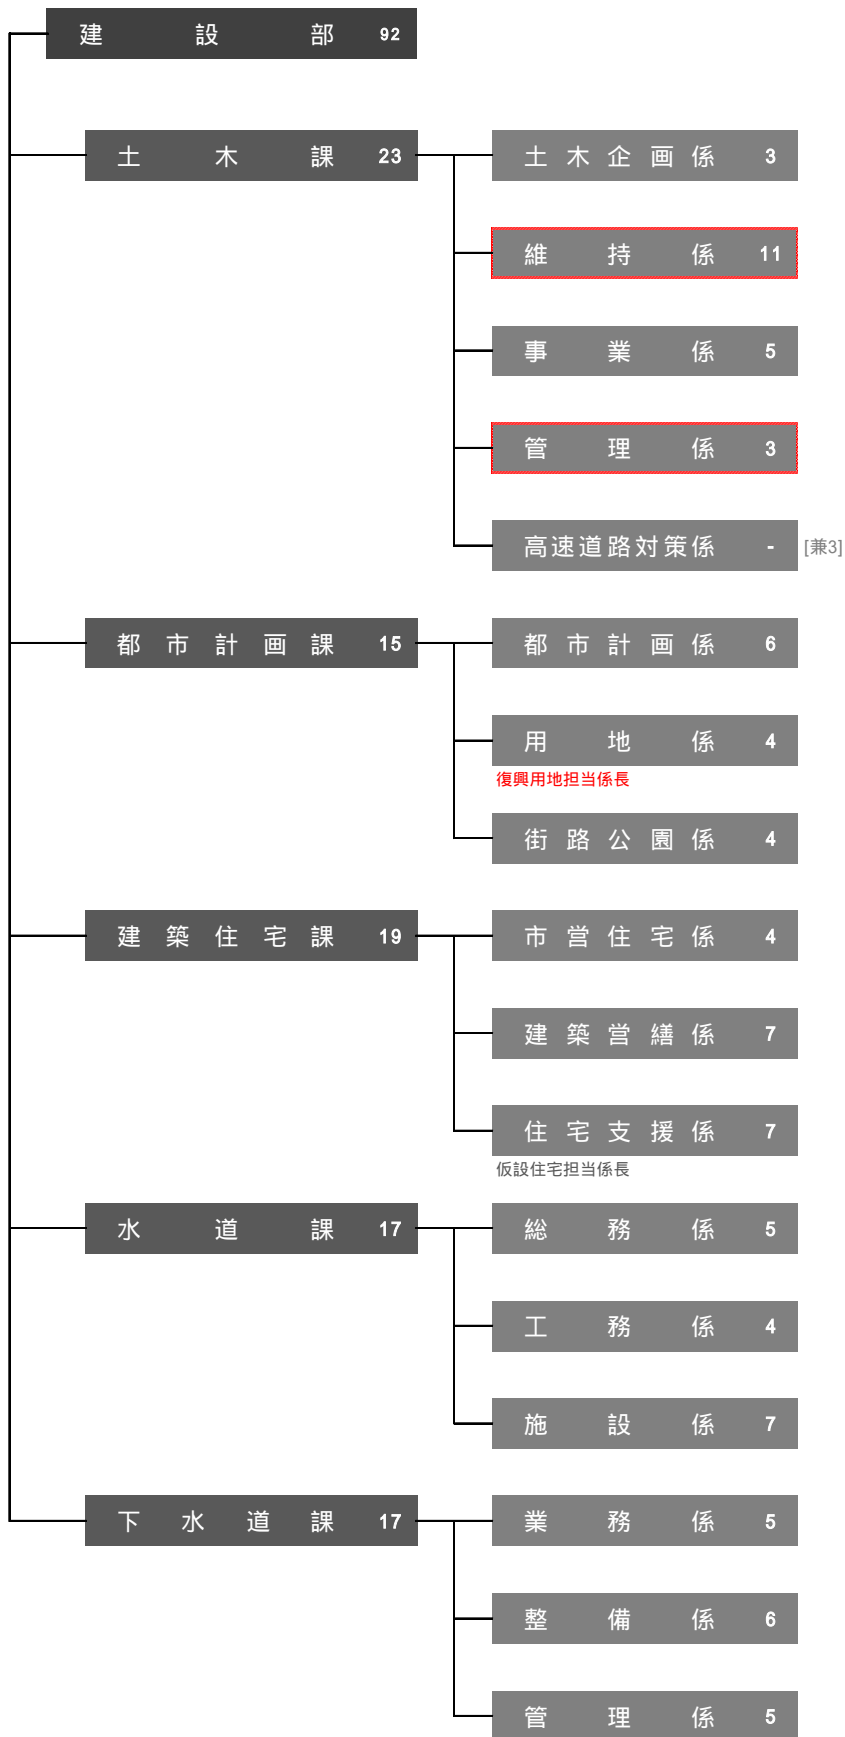 建設部 92
土木課 23
土木企画係 3
維持係 11
事業係 5
管理係 3
高速道路対策係 - [兼3]
都市計画課 15
都市計画係 6
用地係 4
復興用地担当係長
街路公園係 4
建築住宅課 19
市営住宅係 4
建築営繕係 7
住宅支援係 7
仮設住宅担当係長
水道課 17
総務係 5
工務係 4
施設係 7
下水道課 17
業務係 5
整備係 6
管理係 5